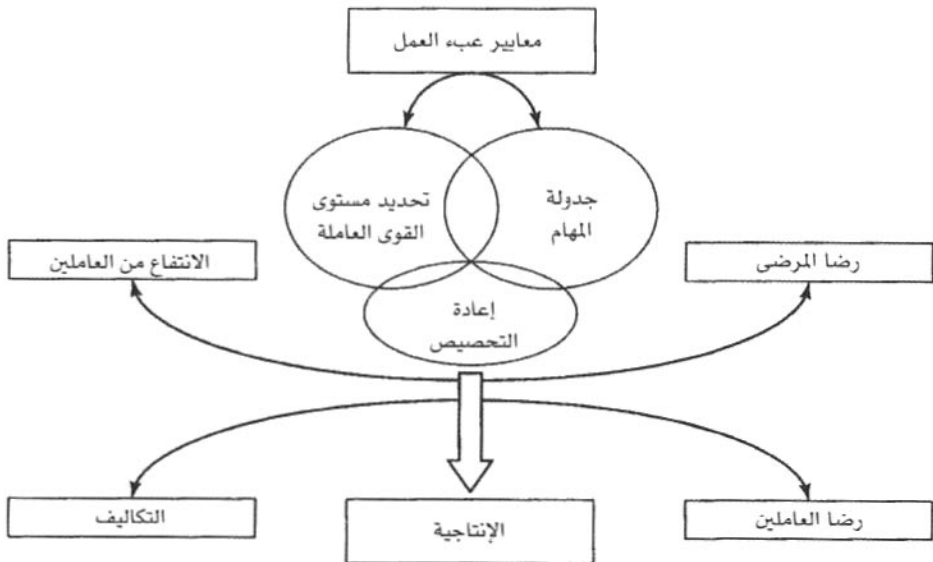 معايير عبء العمل
تحديد مستوى
القوى العاملة
جدولة
المهام
رضا المرضى
الانتفاع من العاملين
إعادة
التحصيص
رضا العاملين
الإنتاجية
التكاليف